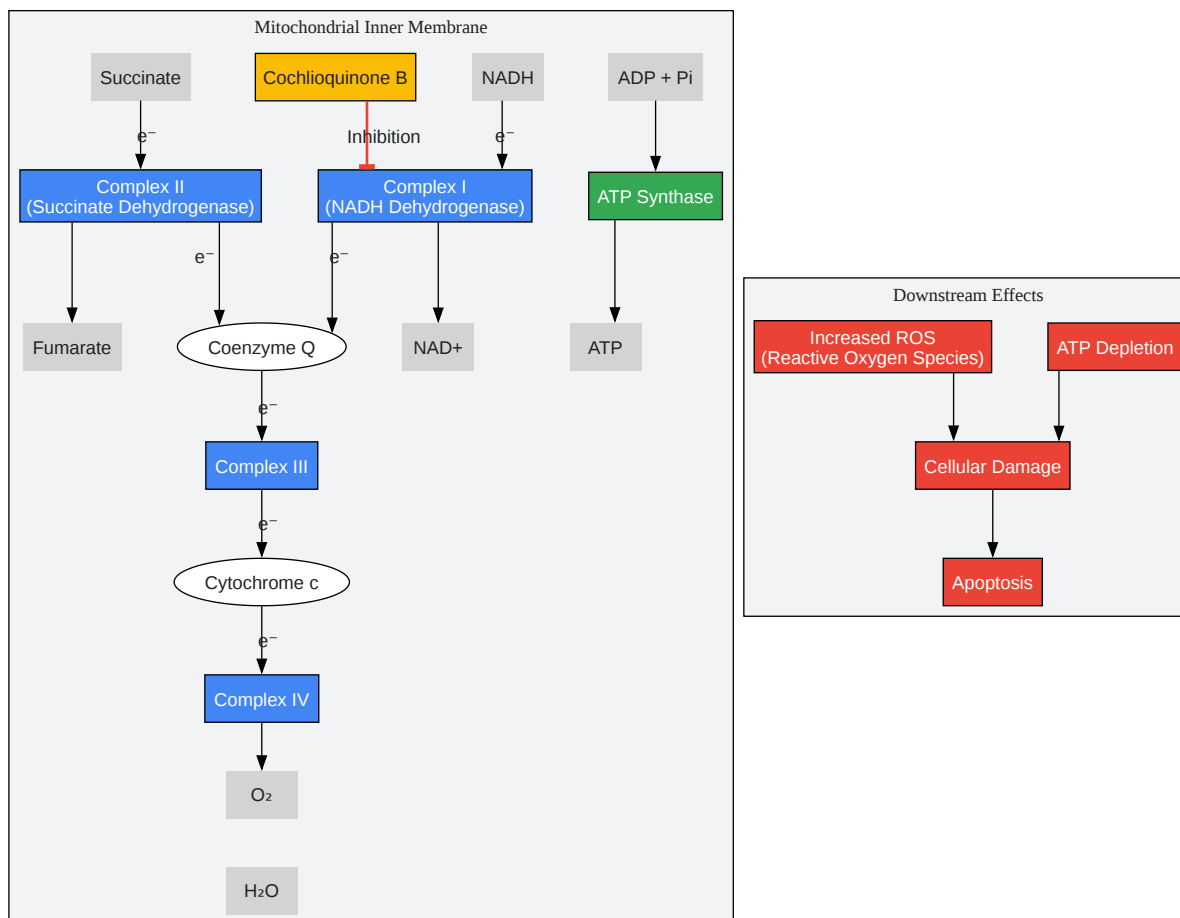 Mitochondrial Inner Membrane
Succinate
Cochlioquinone B
NADH
ADP + Pi
e⁻
Inhibition
e⁻
Complex II
(Succinate Dehydrogenase)
Complex I
(NADH Dehydrogenase)
ATP Synthase
e⁻
e⁻
Fumarate
Coenzyme Q
NAD+
ATP
e⁻
Complex III
e⁻
Cytochrome c
e⁻
Complex IV
O₂
H₂O
Downstream Effects
Increased ROS
(Reactive Oxygen Species)
ATP Depletion
Cellular Damage
Apoptosis